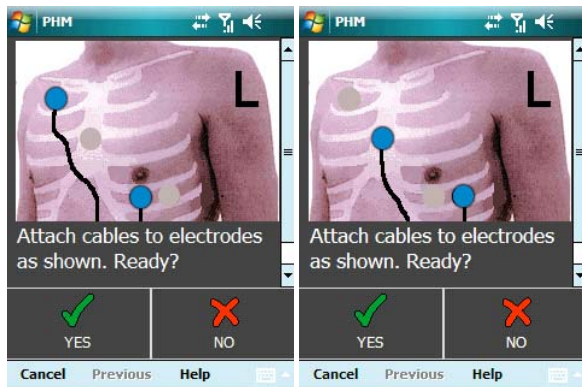 PHM
L
Attach cables to electrodes
as shown. Ready?
YES NO
Cancel Previous Help
PHM
L
Attach cables to electrodes
as shown. Ready?
YES NO
Cancel Previous Help